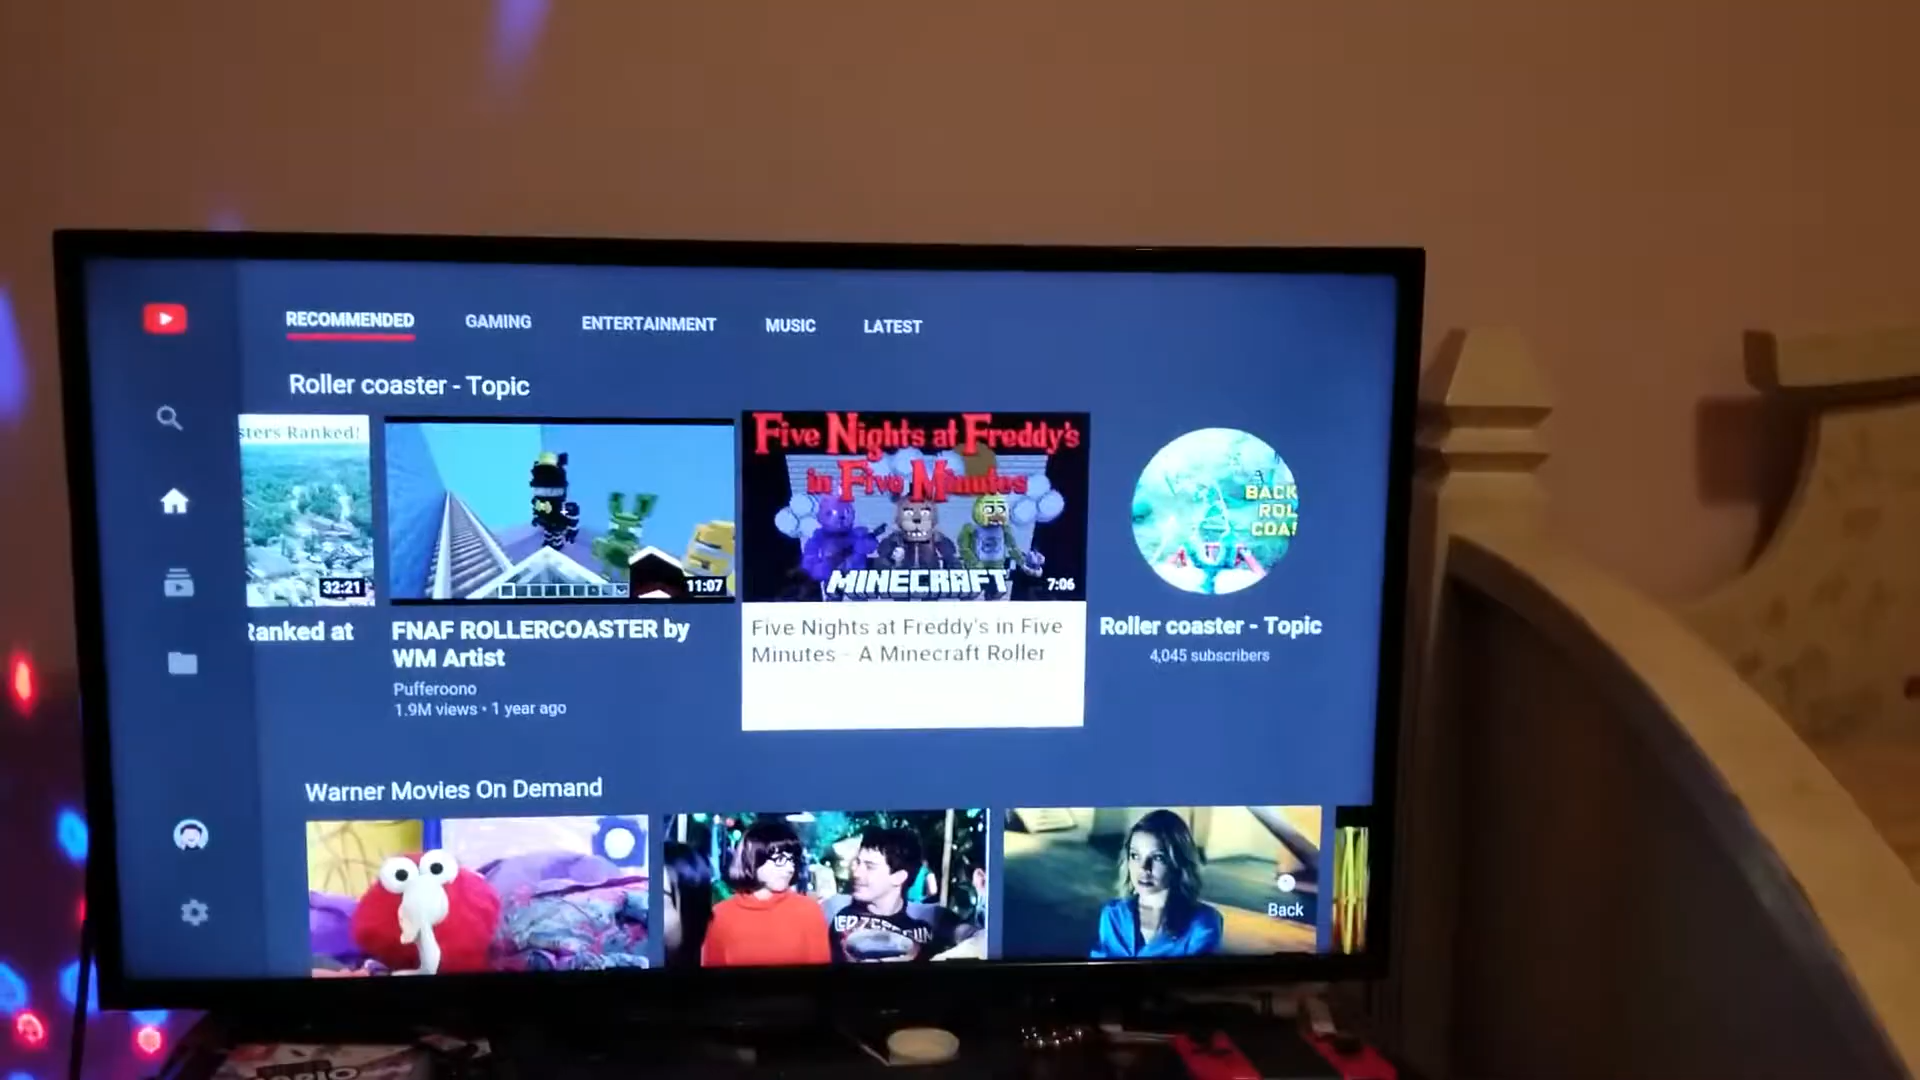 RECOMMENDED GAMING ENTERTAINMENT MUSIC LATEST
Roller coaster - Topic
sters Ranked!
32:21
Ranked at
11:07
FNAF ROLLERCOASTER by
WM Artist
Pufferoono
1.9M views • 1 year ago
Five Nights at Freddy's
in Five Minutes
MINECRAFT
7:06
Five Nights at Freddy's in Five
Minutes - A Minecraft Roller
BACK
ROL
COA
Roller coaster - Topic
4,045 subscribers
Warner Movies On Demand
LED ZEPPELIN
Back